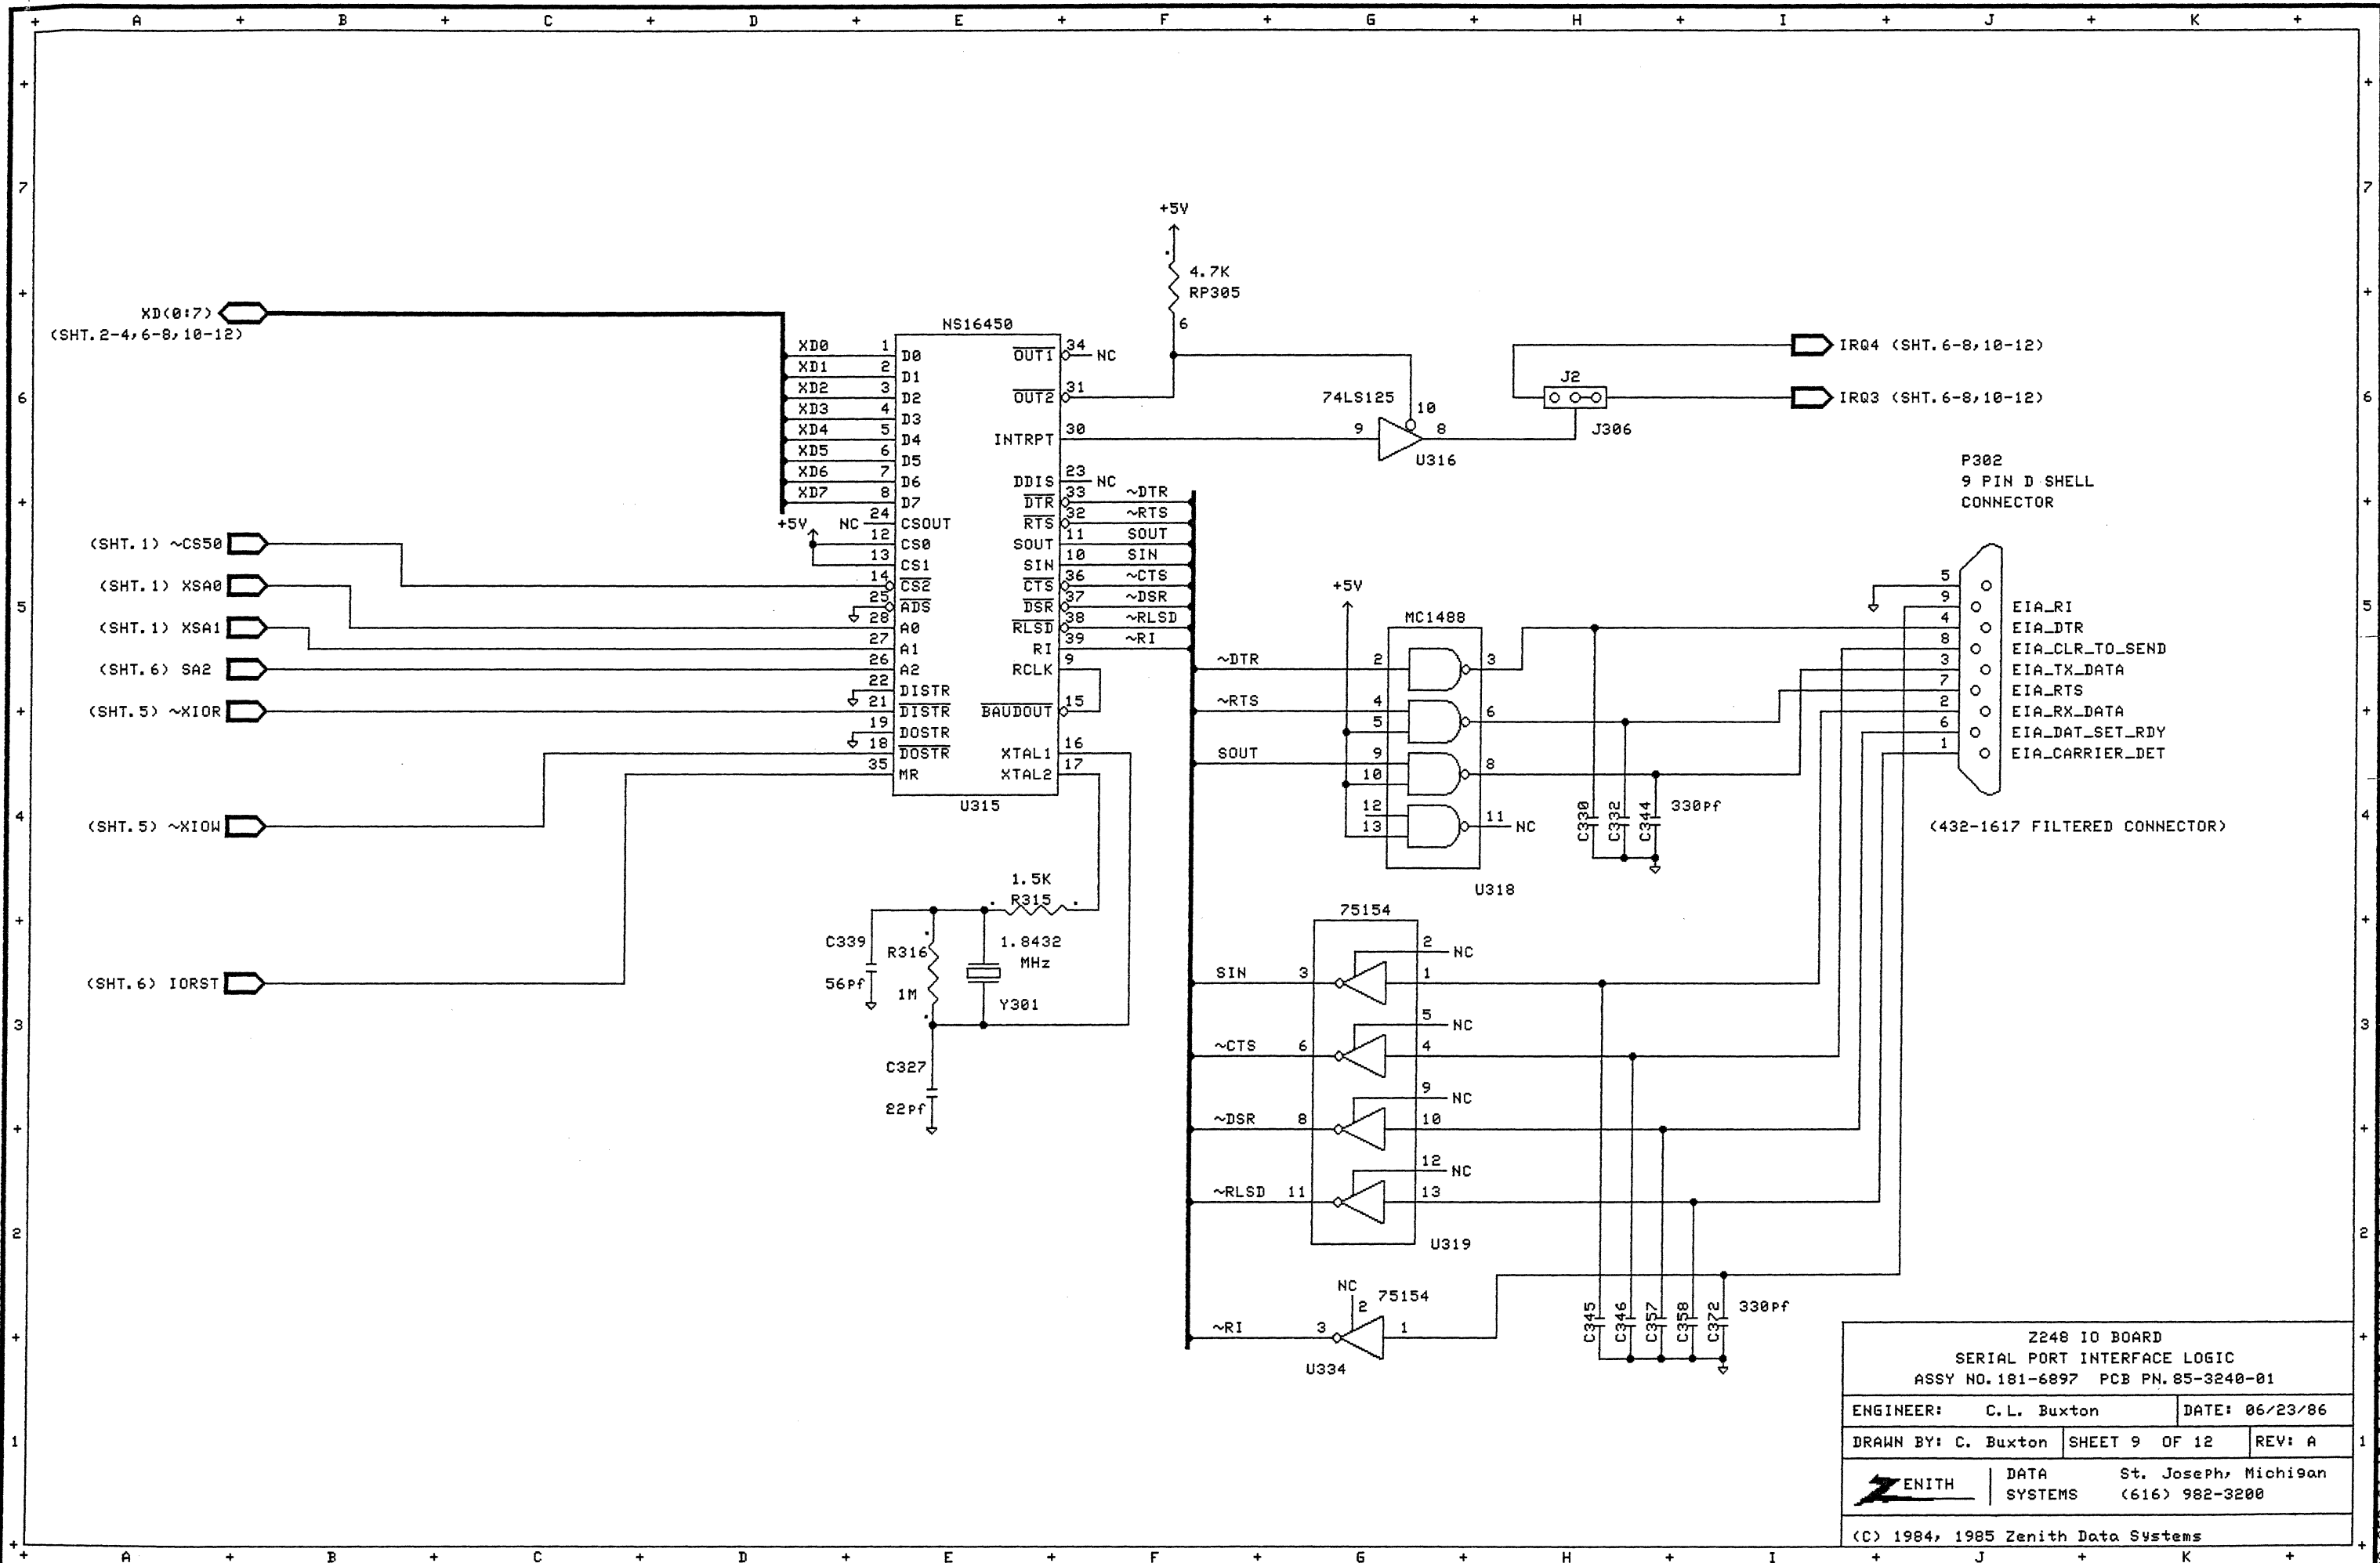 + A + B + C + D + E + F + G + H + I + J + K +
+ 7 + 6 + 5 + 4 + 3 + 2 + 1 +
+5V
4.7K
RP305
6
XD(0:7)
(SHT.2-4,6-8,10-12)
NS16450
XD0 1 D0
XD1 2 D1
XD2 3 D2
XD3 4 D3
XD4 5 D4
XD5 6 D5
XD6 7 D6
XD7 8 D7
+5V
NC 24 CSOUT
12 CS0
13 CS1
14 CS2
25 ADS
28 A0
27 A1
26 A2
22 DISTR
21 DISTR
19 DOSTR
18 DOSTR
35 MR
OUT1 34 NC
OUT2 31
INTRPT 30
DDIS 23 NC
DTR 33 ~DTR
RTS 32 ~RTS
SOUT 11 SOUT
SIN 10 SIN
CTS 36 ~CTS
DSR 37 ~DSR
RLSD 38 ~RLSD
RI 39 ~RI
RCLK 9
BAUDOUT 15
XTAL1 16
XTAL2 17
U315
(SHT.1) ~CS50
(SHT.1) XSA0
(SHT.1) XSA1
(SHT.6) SA2
(SHT.5) ~XIOR
(SHT.5) ~XIOW
(SHT.6) IORST
74LS125
10
9 8
U316
J2
J306
IRQ4 (SHT.6-8,10-12)
IRQ3 (SHT.6-8,10-12)
P302
9 PIN D SHELL
CONNECTOR
5
9 EIA_RI
4 EIA_DTR
8 EIA_CLR_TO_SEND
3 EIA_TX_DATA
7 EIA_RTS
2 EIA_RX_DATA
6 EIA_DAT_SET_RDY
1 EIA_CARRIER_DET
(432-1617 FILTERED CONNECTOR)
+5V
MC1488
~DTR 2 3
~RTS 4 5 6
SOUT 9 10 8
12 13 11 NC
U318
C330 C332 C344 330Pf
1.5K
R315
C339
56Pf
R316
1M
1.8432
MHz
Y301
C327
22Pf
75154
2 NC
SIN 3 1
5 NC
~CTS 6 4
9 NC
~DSR 8 10
12 NC
~RLSD 11 13
U319
NC
2 75154
~RI 3 1
U334
C345 C346 C357 C358 C372 330Pf
Z248 IO BOARD
SERIAL PORT INTERFACE LOGIC
ASSY NO.181-6897 PCB PN.85-3240-01
ENGINEER: C.L. Buxton DATE: 06/23/86
DRAWN BY: C. Buxton SHEET 9 OF 12 REV: A
ZENITH DATA SYSTEMS
St. Joseph, Michigan
(616) 982-3200
(C) 1984, 1985 Zenith Data Systems
+ 7 + 6 + 5 + 4 + 3 + 2 + 1 +
+ A + B + C + D + E + F + G + H + I + J + K +